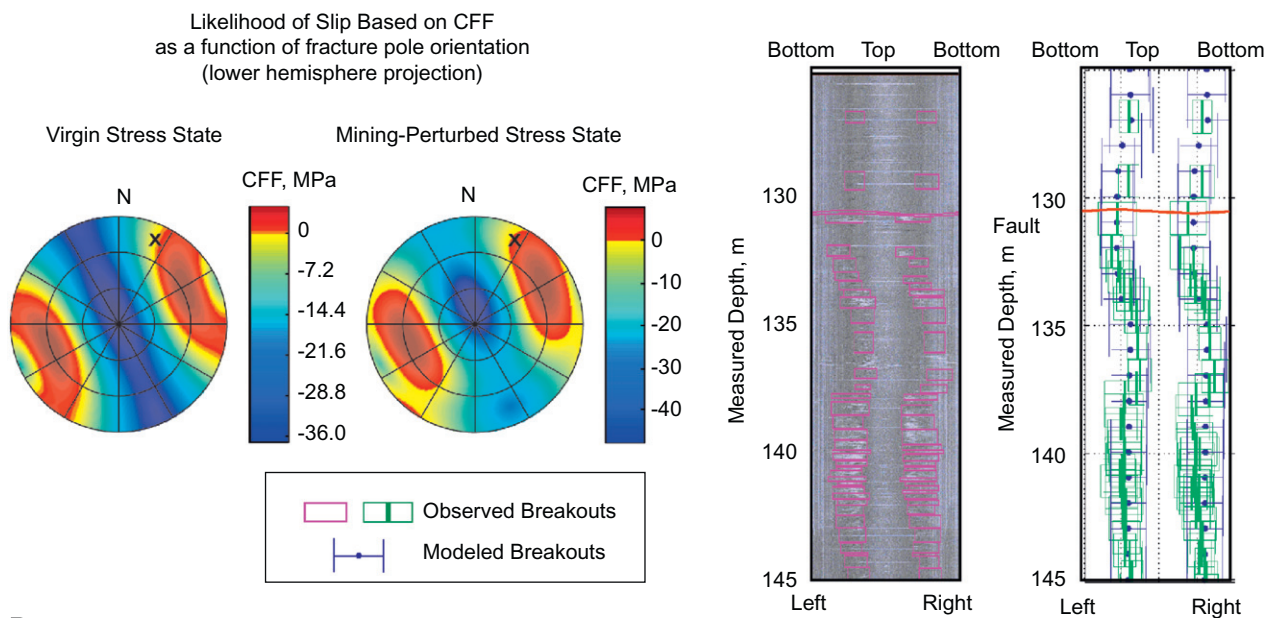 Likelihood of Slip Based on CFF
as a function of fracture pole orientation
(lower hemisphere projection)
Virgin Stress State
Mining-Perturbed Stress State
N
CFF, MPa
0
-7.2
-14.4
-21.6
-28.8
-36.0
X
N
CFF, MPa
10
0
-10
-20
-30
-40
X
Observed Breakouts
Modeled Breakouts
Bottom Top Bottom
Measured Depth, m
130
135
140
145
Left Right
Bottom Top Bottom
Fault
Measured Depth, m
130
135
140
145
Left Right